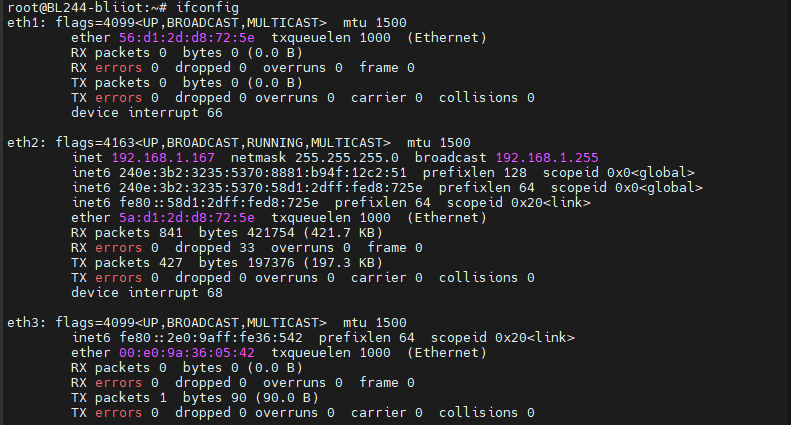 root@BL244-bliiot:~# ifconfig
eth1: flags=4099<UP,BROADCAST,MULTICAST>  mtu 1500
        ether 56:d1:2d:d8:72:5e  txqueuelen 1000  (Ethernet)
        RX packets 0  bytes 0 (0.0 B)
        RX errors 0  dropped 0  overruns 0  frame 0
        TX packets 0  bytes 0 (0.0 B)
        TX errors 0  dropped 0 overruns 0  carrier 0  collisions 0
        device interrupt 66

eth2: flags=4163<UP,BROADCAST,RUNNING,MULTICAST>  mtu 1500
        inet 192.168.1.167  netmask 255.255.255.0  broadcast 192.168.1.255
        inet6 240e:3b2:3235:5370:8881:b94f:12c2:51  prefixlen 128  scopeid 0x0<global>
        inet6 240e:3b2:3235:5370:58d1:2dff:fed8:725e  prefixlen 64  scopeid 0x0<global>
        inet6 fe80::58d1:2dff:fed8:725e  prefixlen 64  scopeid 0x20<link>
        ether 5a:d1:2d:d8:72:5e  txqueuelen 1000  (Ethernet)
        RX packets 841  bytes 421754 (421.7 KB)
        RX errors 0  dropped 33  overruns 0  frame 0
        TX packets 427  bytes 197376 (197.3 KB)
        TX errors 0  dropped 0 overruns 0  carrier 0  collisions 0
        device interrupt 68

eth3: flags=4099<UP,BROADCAST,MULTICAST>  mtu 1500
        inet6 fe80::2e0:9aff:fe36:542  prefixlen 64  scopeid 0x20<link>
        ether 00:e0:9a:36:05:42  txqueuelen 1000  (Ethernet)
        RX packets 0  bytes 0 (0.0 B)
        RX errors 0  dropped 0  overruns 0  frame 0
        TX packets 1  bytes 90 (90.0 B)
        TX errors 0  dropped 0 overruns 0  carrier 0  collisions 0